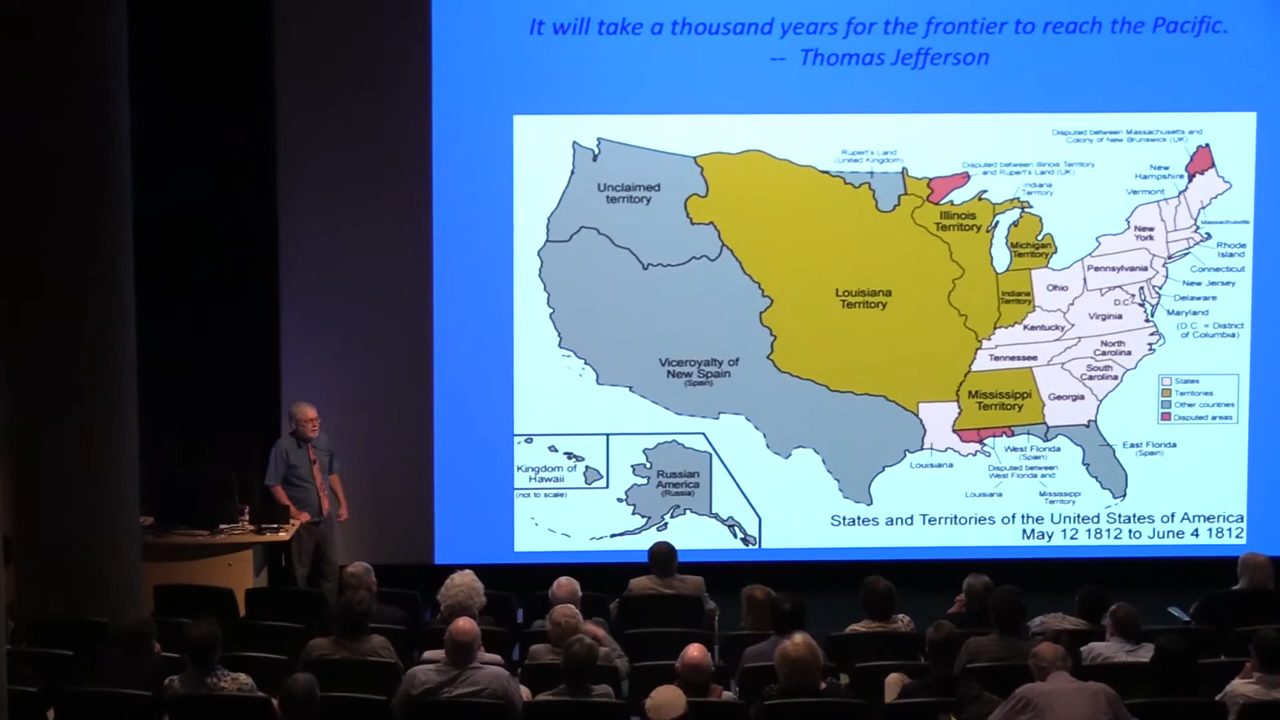 It will take a thousand years for the frontier to reach the Pacific.
-- Thomas Jefferson
Disputed between Massachusetts and
Colony of New Brunswick (UK)
Rupert's Land
(United Kingdom)
Disputed between Illinois Territory
and Rupert's Land (UK)
New
Hampshire
Vermont
Indiana
Territory
Unclaimed
territory
Illinois
Territory
Massachusetts
New
York
Michigan
Territory
Rhode
Island
Connecticut
Pennsylvania
New Jersey
Ohio
Indiana
Territory
Louisiana
Territory
Delaware
D.C.
Maryland
Virginia
(D.C. = District
of Columbia)
Kentucky
North
Carolina
Tennessee
South
Carolina
Viceroyalty of
New Spain
(Spain)
Mississippi
Territory
Georgia
States
Territories
Other countries
Disputed areas
West Florida
(Spain)
East Florida
(Spain)
Louisiana
Disputed between
West Florida and
Louisiana
Mississippi
Territory
Kingdom of
Hawaii
(not to scale)
Russian
America
(Russia)
States and Territories of the United States of America
May 12 1812 to June 4 1812